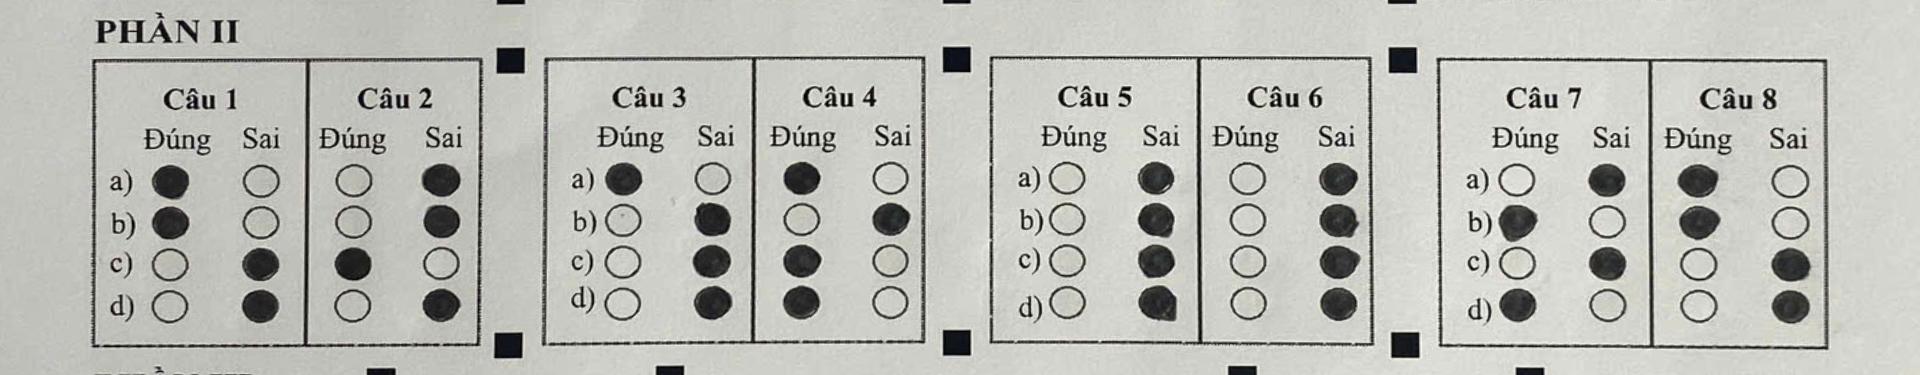 PHẦN II
Câu 1 Câu 2 Câu 3 Câu 4 Câu 5 Câu 6 Câu 7 Câu 8
Đúng Sai Đúng Sai Đúng Sai Đúng Sai Đúng Sai Đúng Sai Đúng Sai Đúng Sai
a) a) a) a)
b) b) b) b)
c) c) c) c)
d) d) d) d)